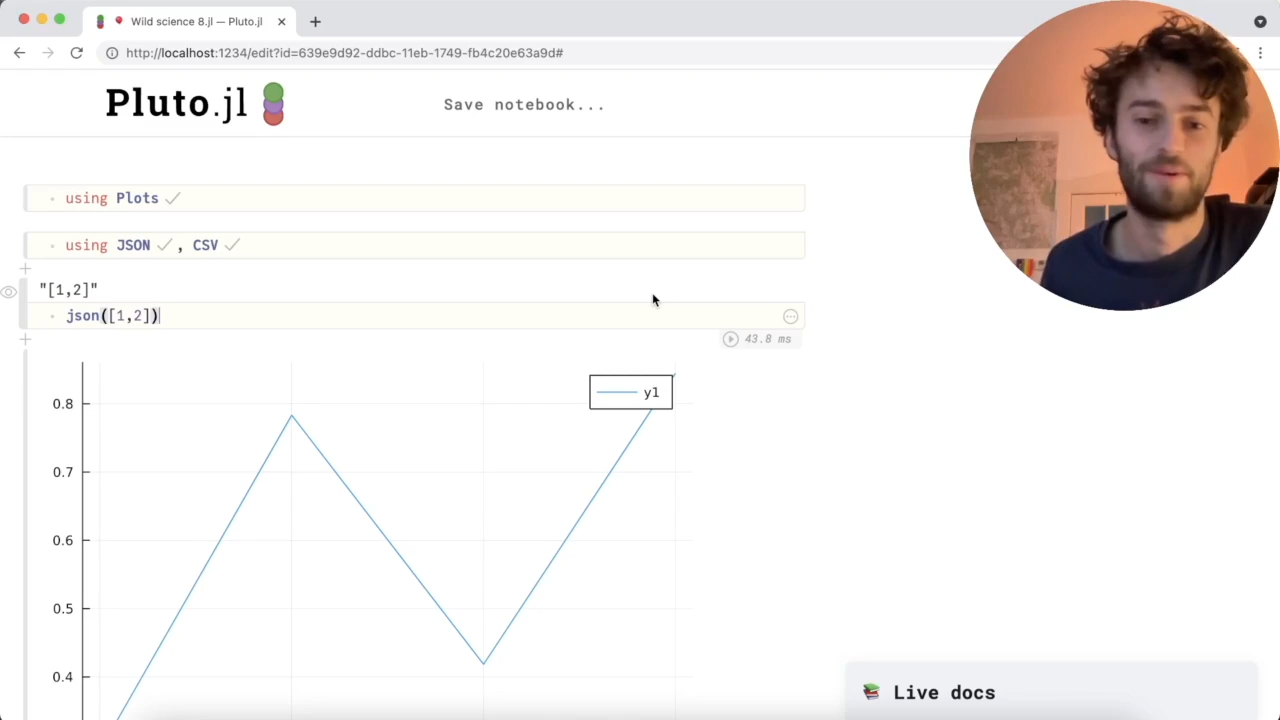 Wild science 8.jl — Pluto.jl
http://localhost:1234/edit?id=639e9d92-ddbc-11eb-1749-fb4c20e63a9d#
Pluto.jl
Save notebook...
using Plots
using JSON , CSV
"[1,2]"
json([1,2])
43.8 ms
y1
0.8
0.7
0.6
0.5
0.4
Live docs